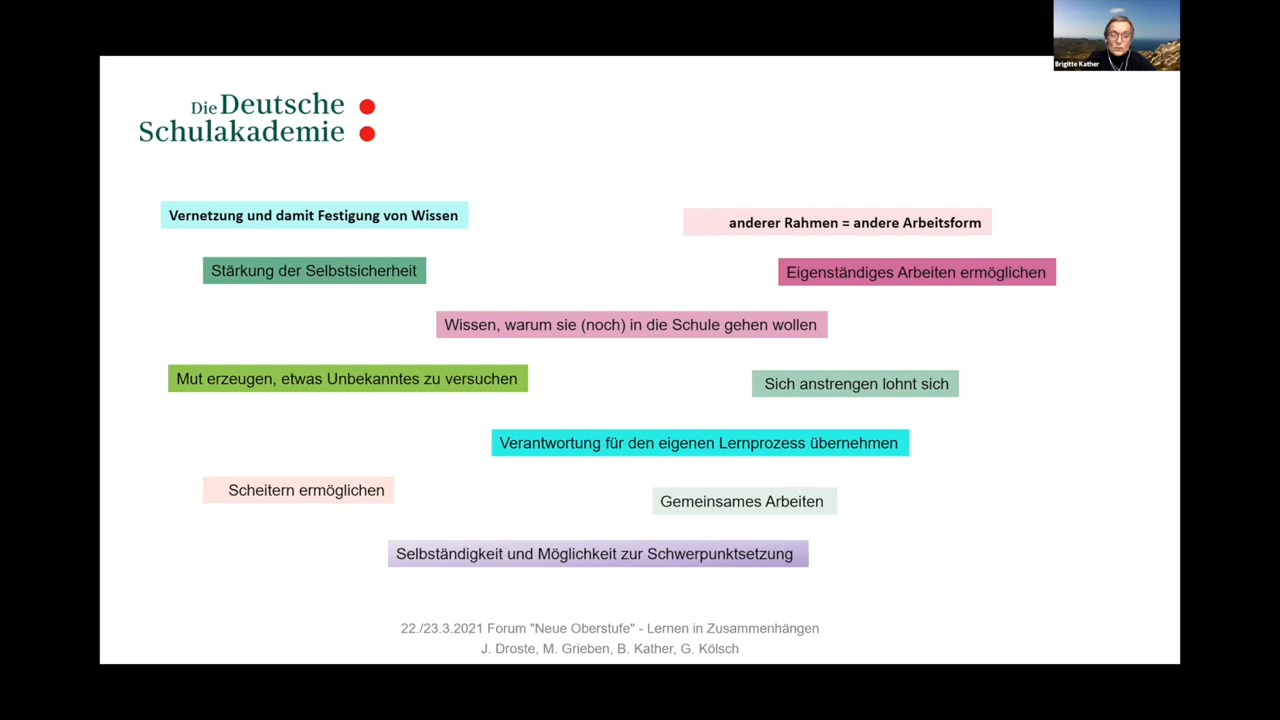 Brigitte Kather
Die Deutsche
Schulakademie
Vernetzung und damit Festigung von Wissen
anderer Rahmen = andere Arbeitsform
Stärkung der Selbstsicherheit
Eigenständiges Arbeiten ermöglichen
Wissen, warum sie (noch) in die Schule gehen wollen
Mut erzeugen, etwas Unbekanntes zu versuchen
Sich anstrengen lohnt sich
Verantwortung für den eigenen Lernprozess übernehmen
Scheitern ermöglichen
Gemeinsames Arbeiten
Selbständigkeit und Möglichkeit zur Schwerpunktsetzung
22./23.3.2021 Forum "Neue Oberstufe" - Lernen in Zusammenhängen
J. Droste, M. Grieben, B. Kather, G. Kölsch